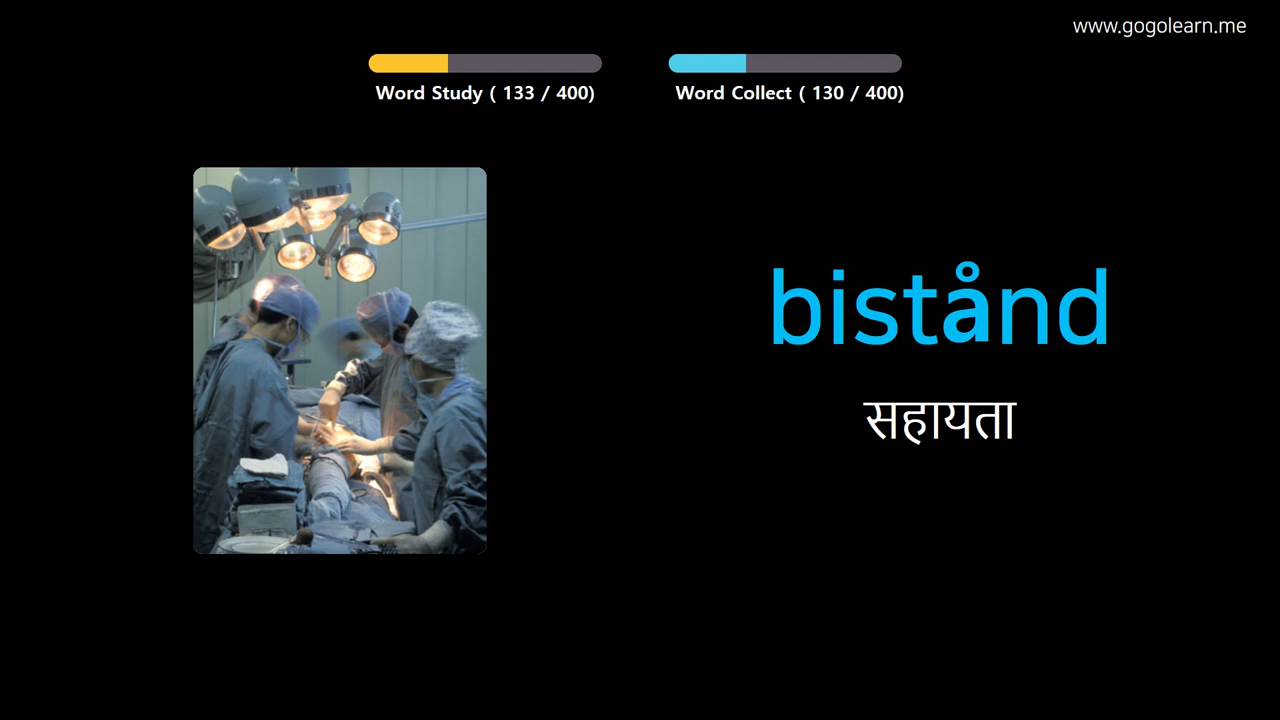 www.gogolearn.me
Word Study ( 133 / 400)
Word Collect ( 130 / 400)
bistånd
सहायता